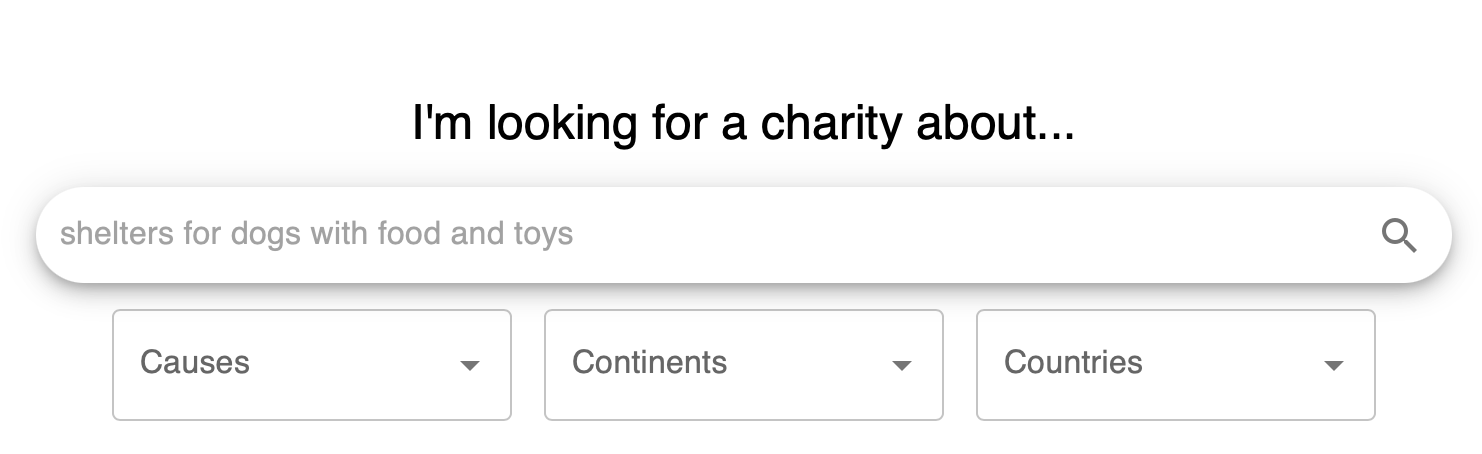 I'm looking for a charity about...
shelters for dogs with food and toys
Causes
Continents
Countries